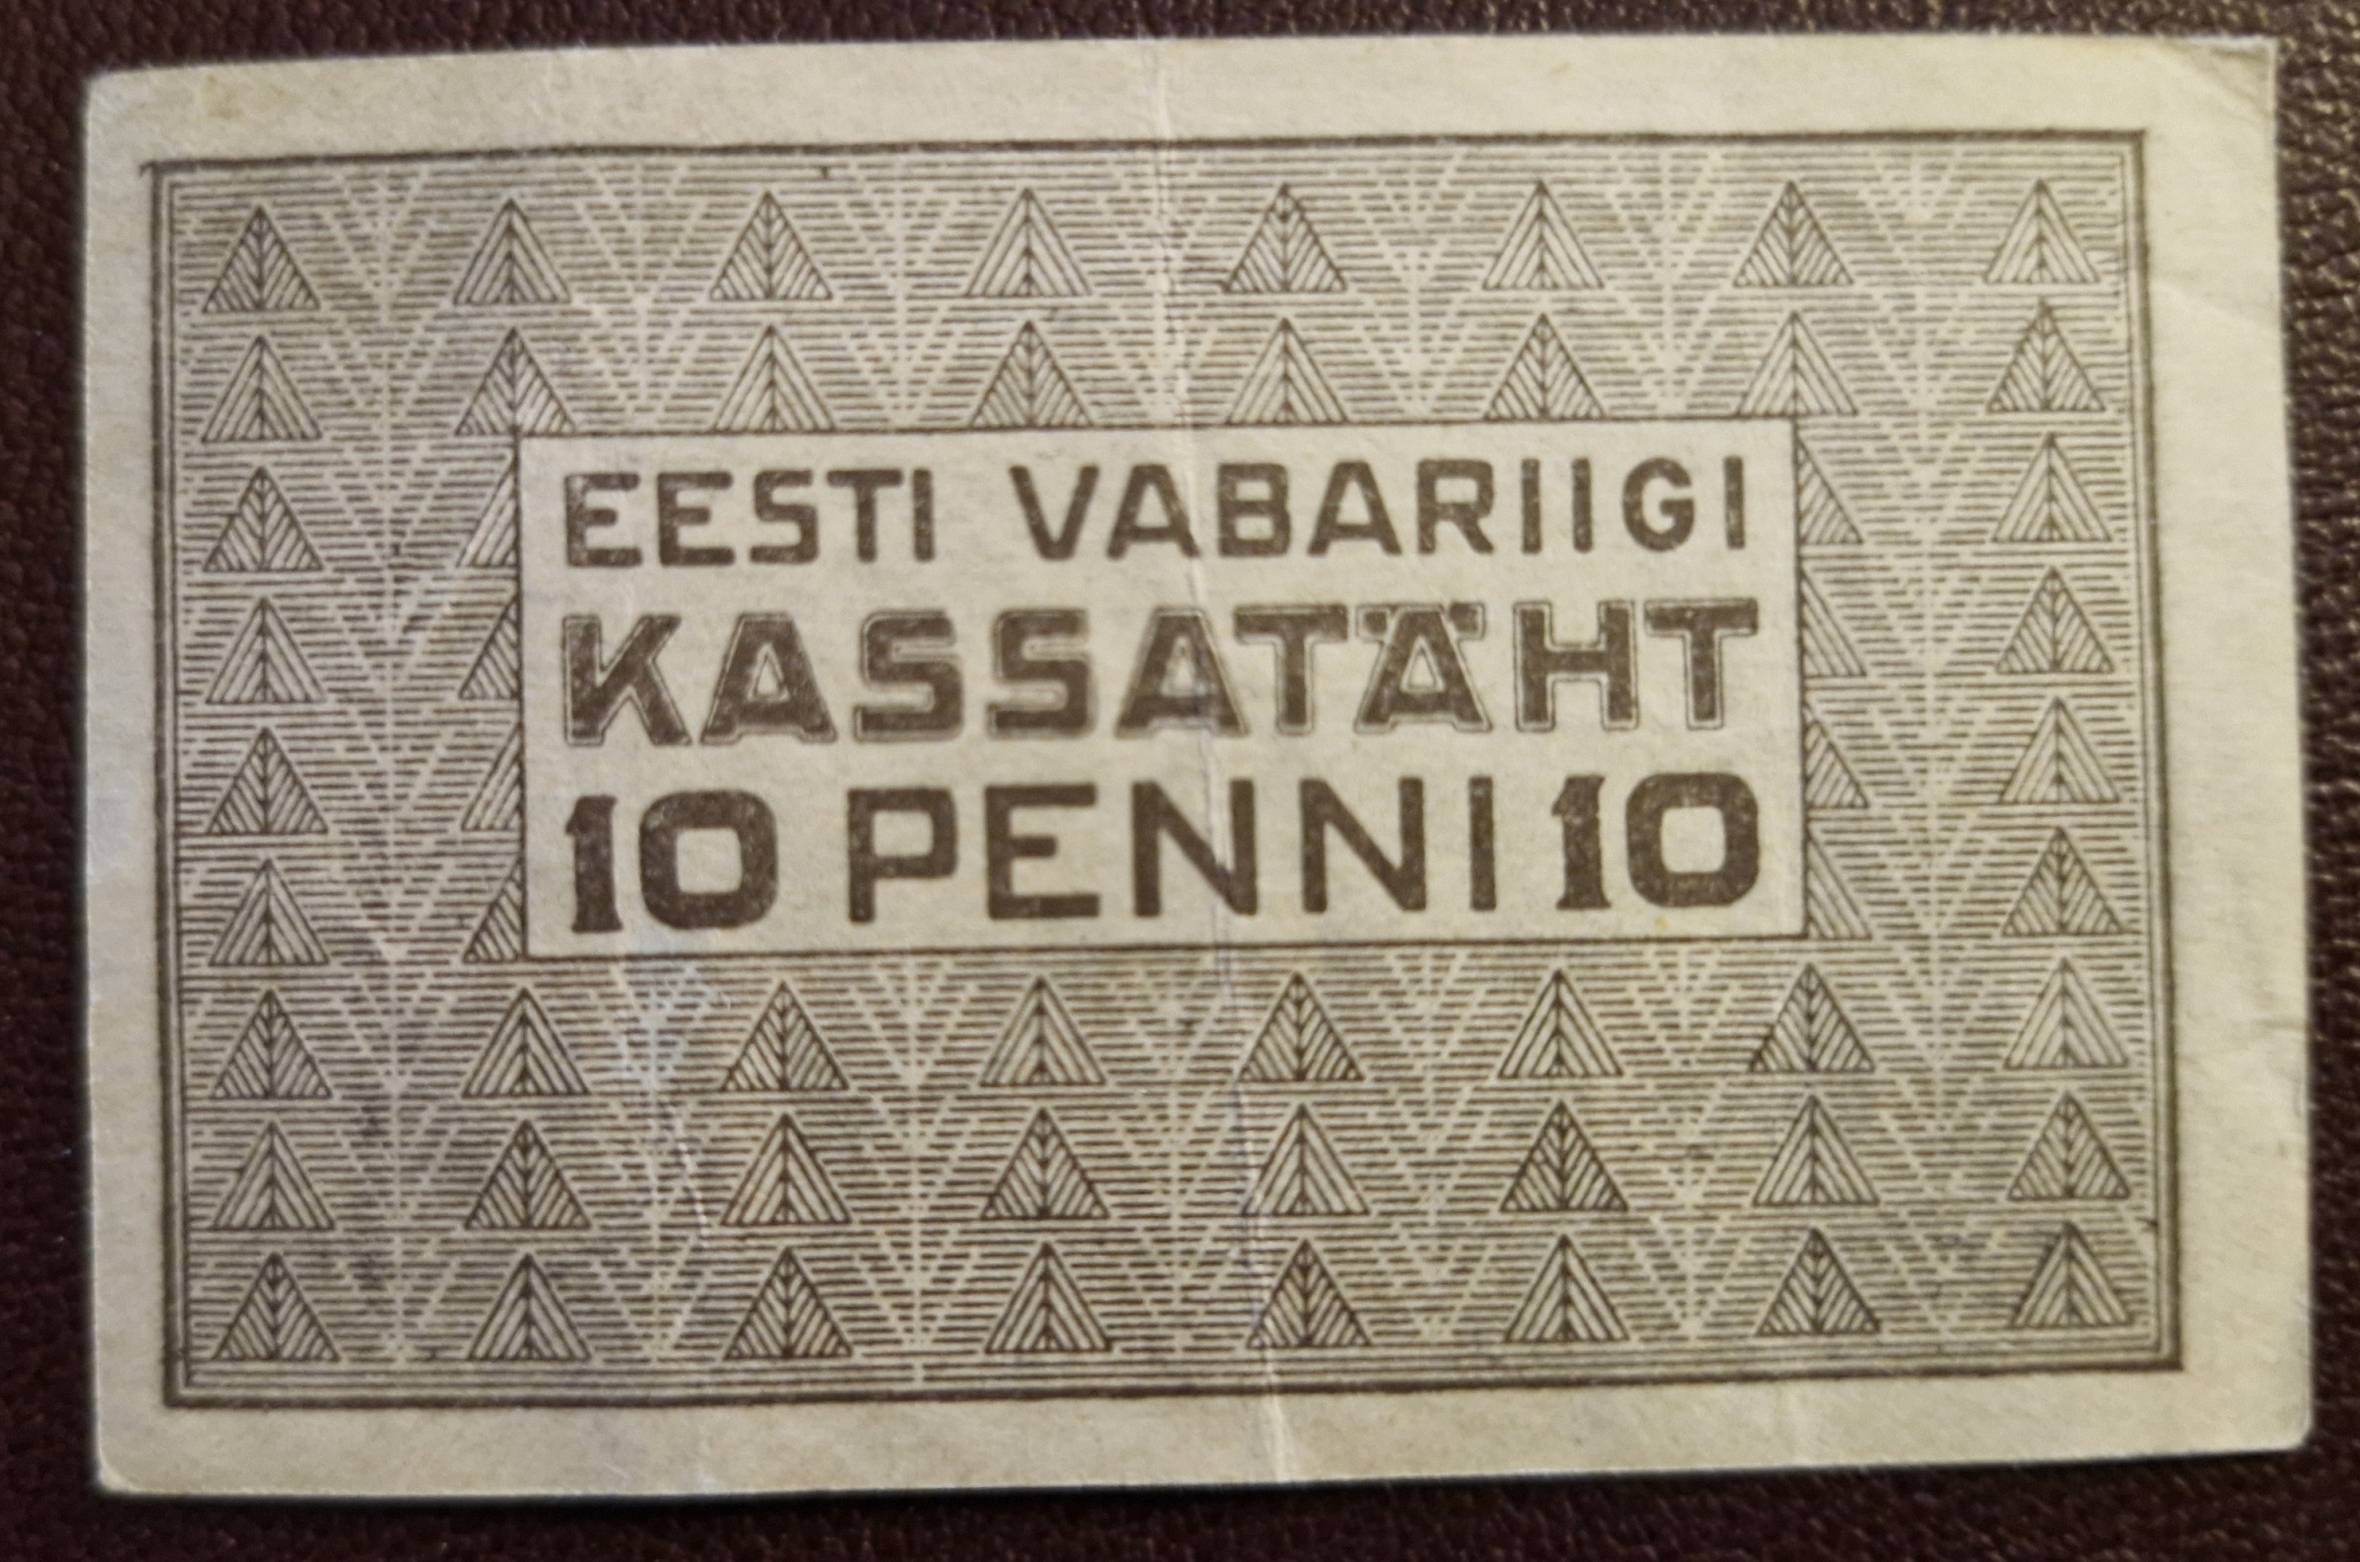 EESTI VABARIIGI
KASSATÄHT
10 PENNI 10